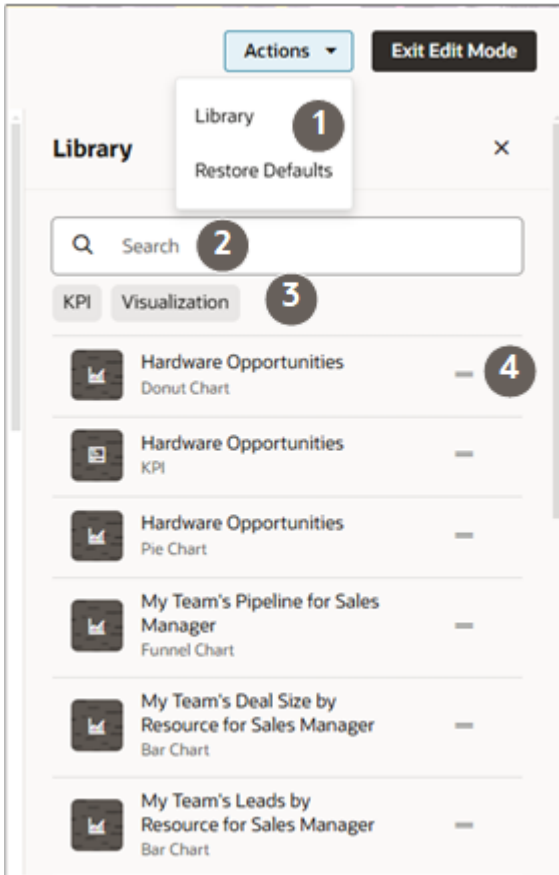 Actions
Exit Edit Mode
Library
1
Restore Defaults
Library
Search
2
KPI
Visualization
3
Hardware Opportunities
4
Donut Chart
Hardware Opportunities
KPI
Hardware Opportunities
Pie Chart
My Team's Pipeline for Sales
Manager
Funnel Chart
My Team's Deal Size by
Resource for Sales Manager
Bar Chart
My Team's Leads by
Resource for Sales Manager
Bar Chart